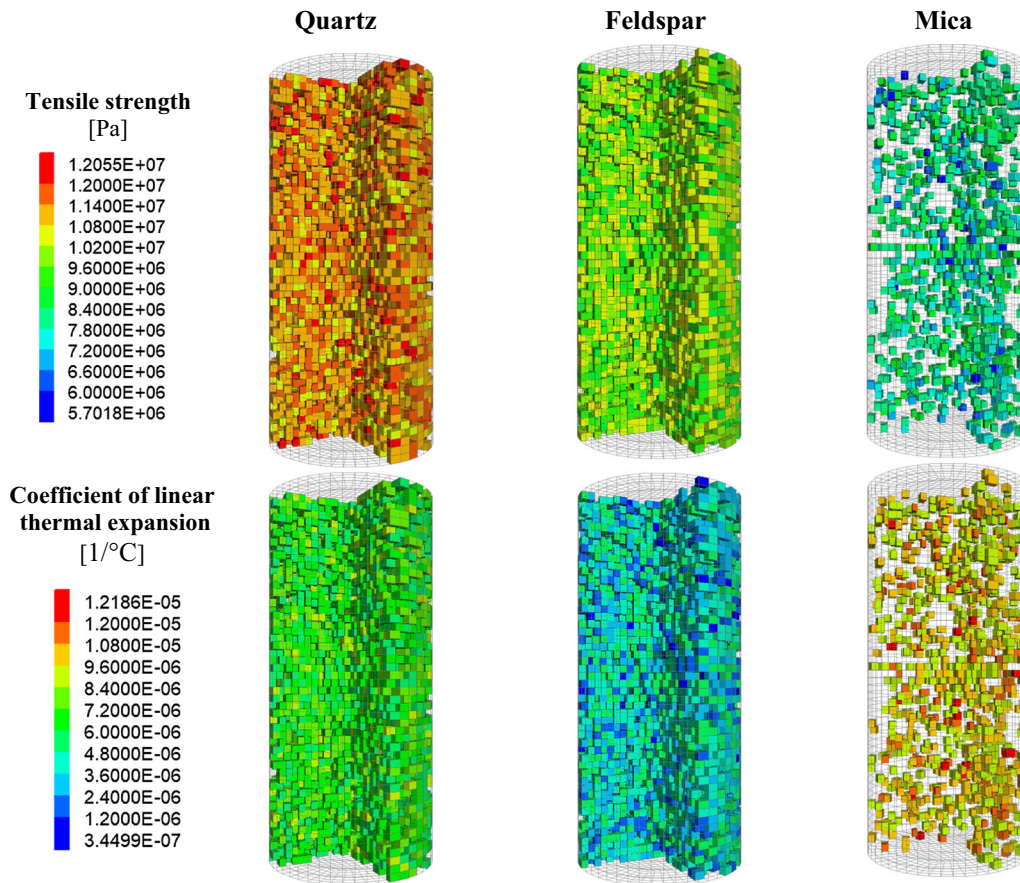 Quartz
Feldspar
Mica
Tensile strength
[Pa]
1.2055E+07
1.2000E+07
1.1400E+07
1.0800E+07
1.0200E+07
9.6000E+06
9.0000E+06
8.4000E+06
7.8000E+06
7.2000E+06
6.6000E+06
6.0000E+06
5.7018E+06
Coefficient of linear
thermal expansion
[1/°C]
1.2186E-05
1.2000E-05
1.0800E-05
9.6000E-06
8.4000E-06
7.2000E-06
6.0000E-06
4.8000E-06
3.6000E-06
2.4000E-06
1.2000E-06
3.4499E-07